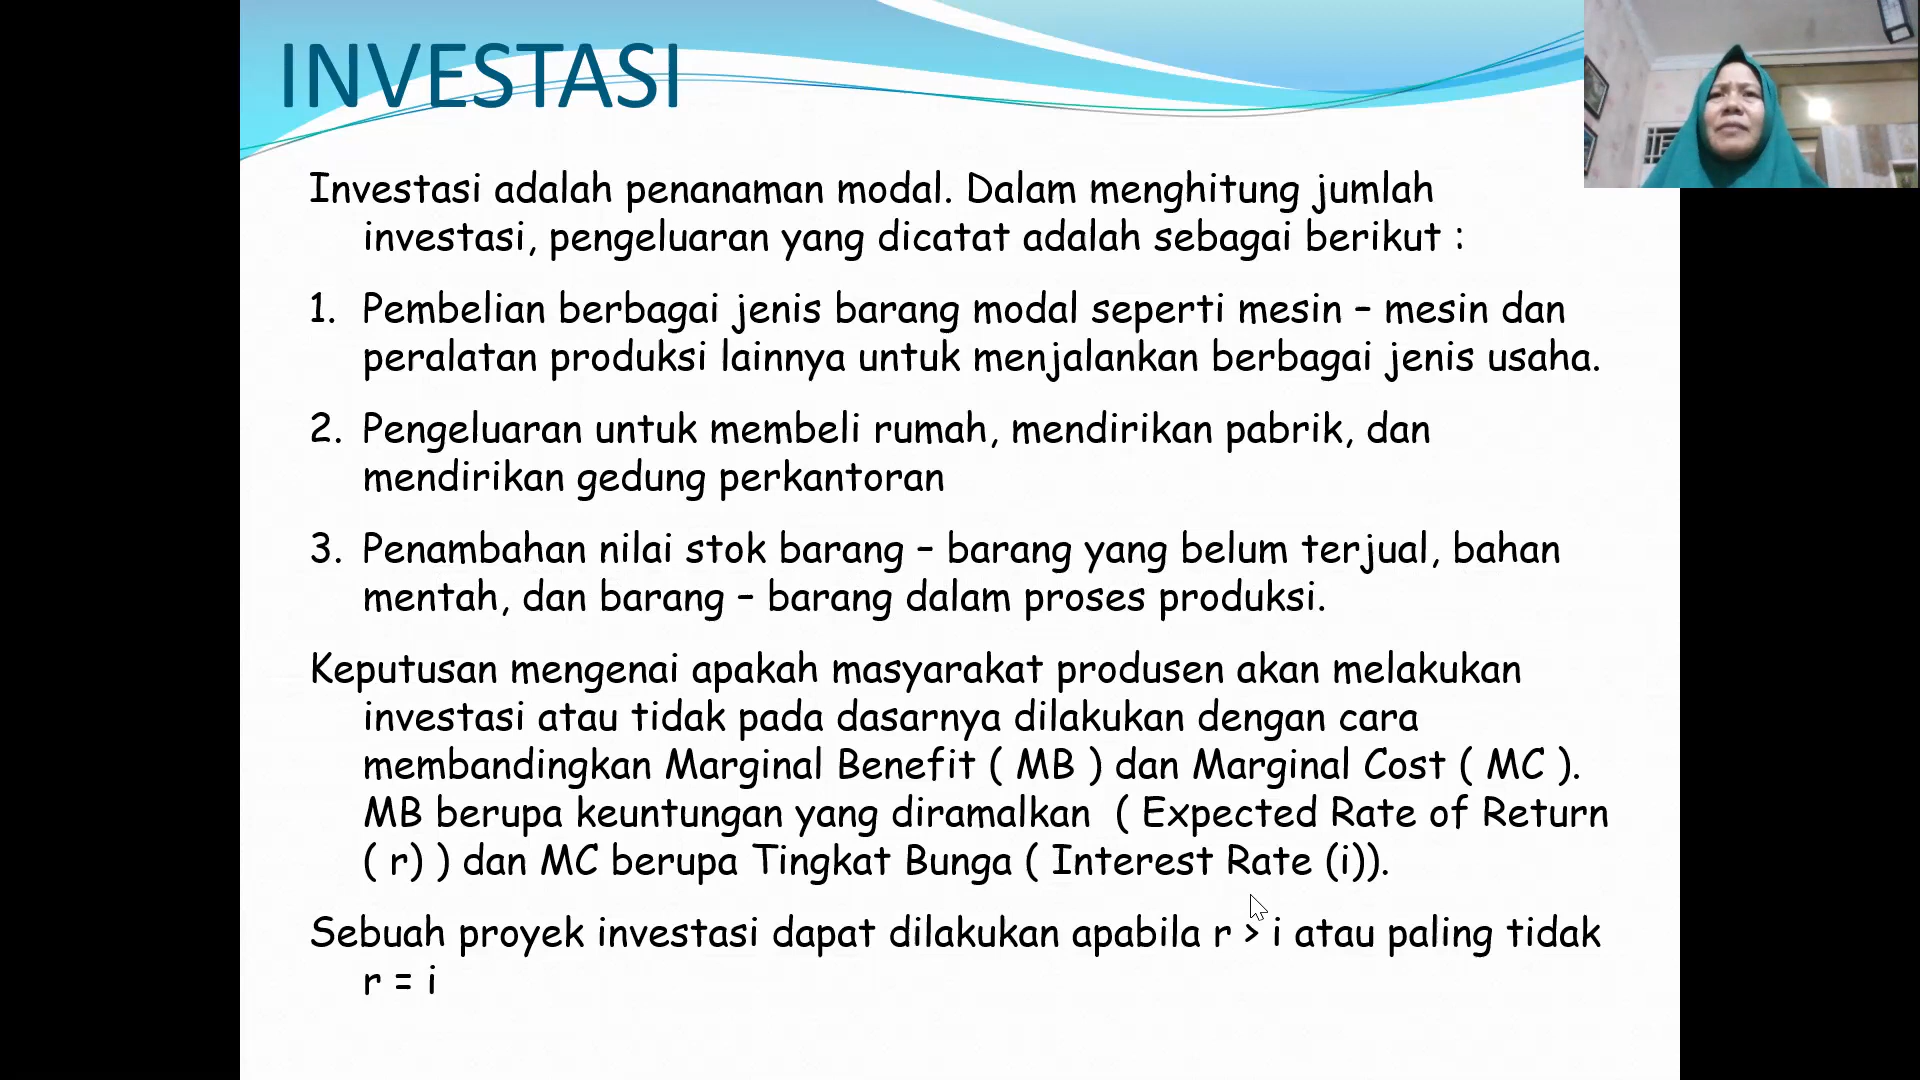 INVESTASI
Investasi adalah penanaman modal. Dalam menghitung jumlah
investasi, pengeluaran yang dicatat adalah sebagai berikut :
1. Pembelian berbagai jenis barang modal seperti mesin – mesin dan
peralatan produksi lainnya untuk menjalankan berbagai jenis usaha.
2. Pengeluaran untuk membeli rumah, mendirikan pabrik, dan
mendirikan gedung perkantoran
3. Penambahan nilai stok barang – barang yang belum terjual, bahan
mentah, dan barang – barang dalam proses produksi.
Keputusan mengenai apakah masyarakat produsen akan melakukan
investasi atau tidak pada dasarnya dilakukan dengan cara
membandingkan Marginal Benefit ( MB ) dan Marginal Cost ( MC ).
MB berupa keuntungan yang diramalkan  ( Expected Rate of Return
( r) ) dan MC berupa Tingkat Bunga ( Interest Rate (i)).
Sebuah proyek investasi dapat dilakukan apabila r > i atau paling tidak
r = i